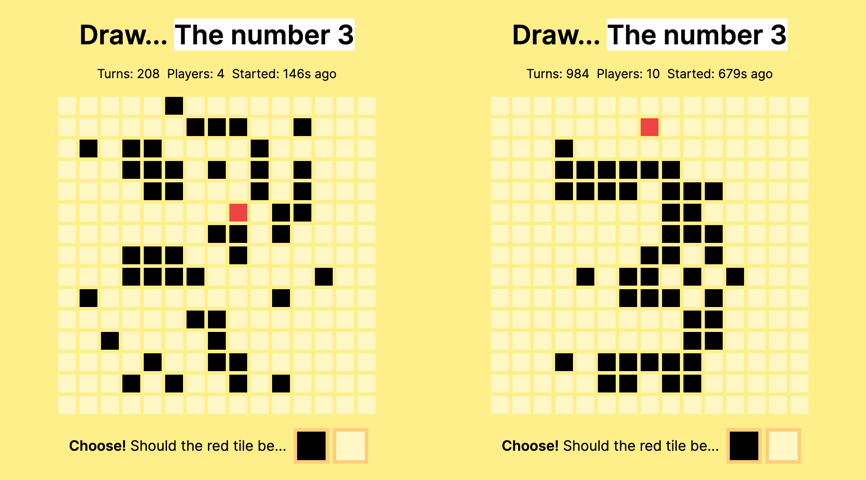 Draw... The number 3
Turns: 208 Players: 4 Started: 146s ago
Choose! Should the red tile be...
Draw... The number 3
Turns: 984 Players: 10 Started: 679s ago
Choose! Should the red tile be...